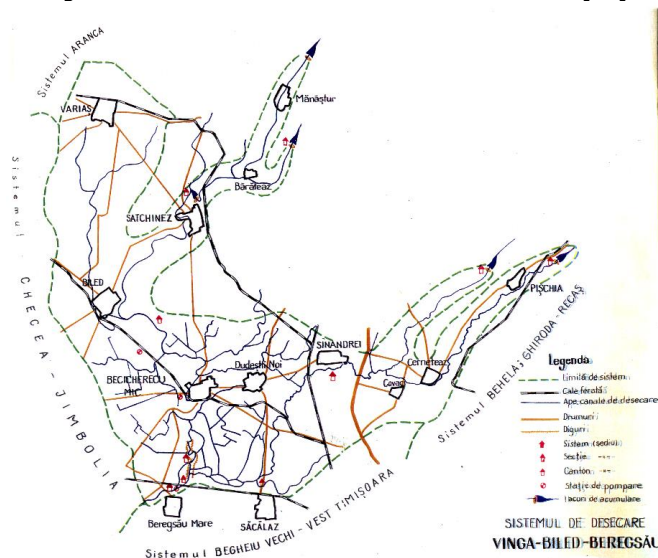 Sistemul ARANCA
Mănăștur
VARIAȘ
Bărăteaz
SATCHINEZ
Sistemul CHECEA - JIMBOLIA
BILED
PIȘCHIA
SINANDREI
Cerneteaz
Covaci
Dudeștii Noi
BECICHERECU
MIC
Sistemul BEHELA; GHIRODA - RECAȘ
Beregsău Mare
SĂCĂLAZ
Sistemul BEGHEIU VECHI - VEST TIMIȘOARA
Legenda
Limită de sistem
Cale ferată
Ape, canale de desecare
Drumuri
Diguri
Sistem (sediu)
Secție
Canton
Stație de pompare
Lacuri de acumulare
SISTEMUL DE DESECARE
VINGA-BILED-BEREGSĂU